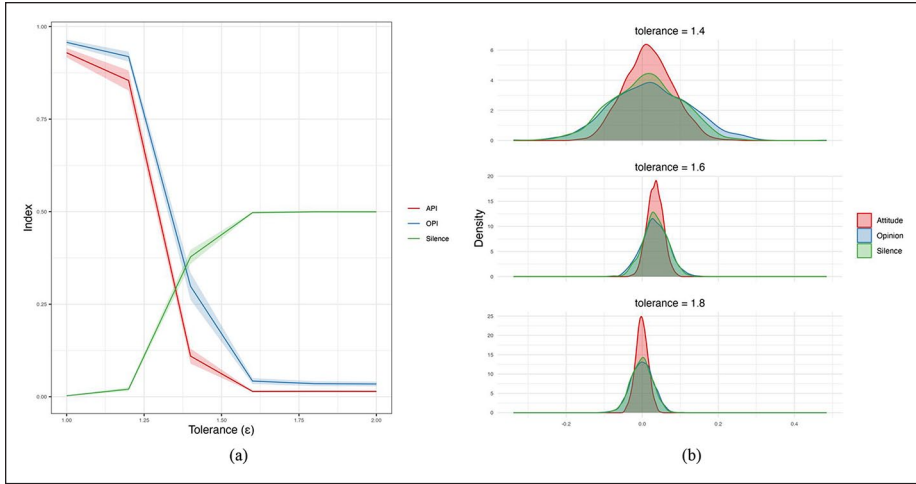 1.00
0.75
0.50
0.25
0.00
Index
1.00
1.25
1.50
1.75
2.00
Tolerance (ε)
API
OPI
Silence
(a)
tolerance = 1.4
6
4
2
0
tolerance = 1.6
20
15
10
5
0
tolerance = 1.8
25
20
15
10
5
0
Density
-0.2
0.0
0.2
0.4
Attitude
Opinion
Silence
(b)